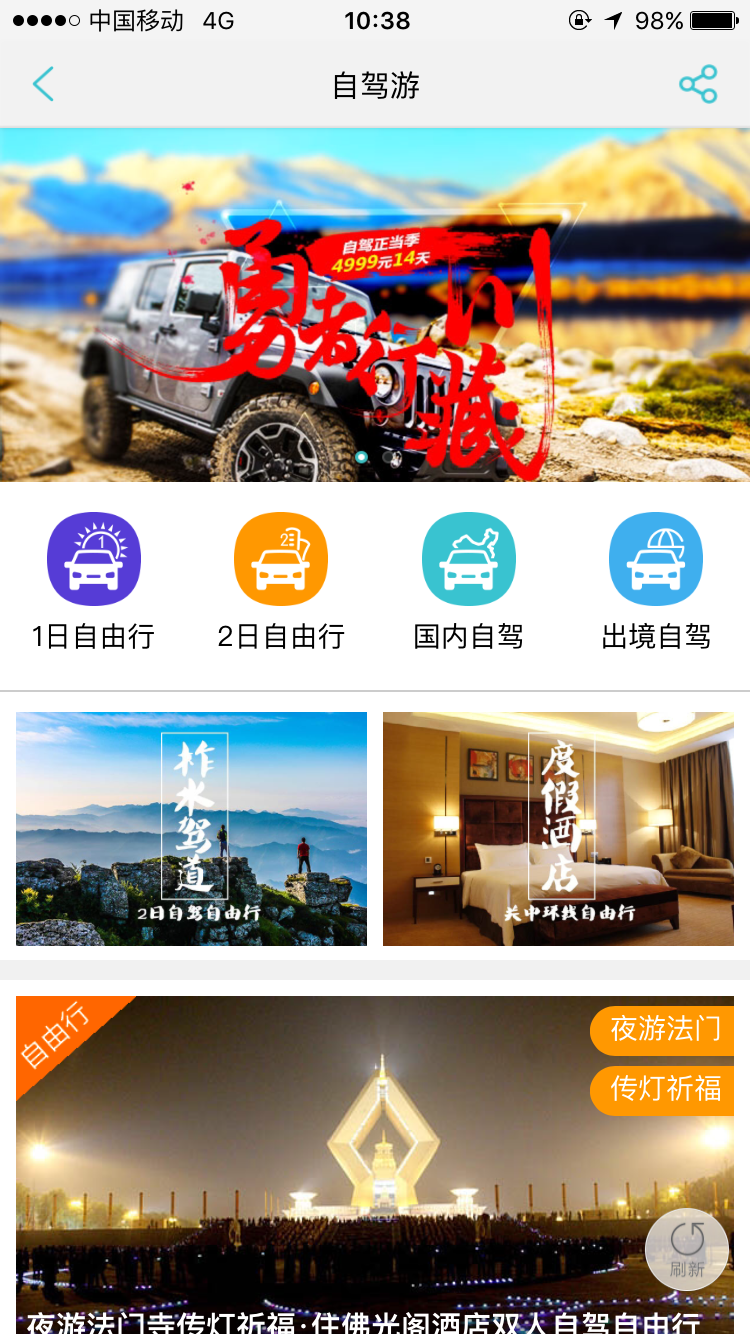 中国移动 4G 10:38 98%
自驾游
自驾正当季
4999元14天
勇者行川藏
1
2日
1日自由行 2日自由行 国内自驾 出境自驾
柞水驾道
2日自驾自由行
度假酒店
关中环线自由行
自由行
夜游法门
传灯祈福
刷新
夜游法门寺传灯祈福·住佛光阁酒店双人自驾自由行